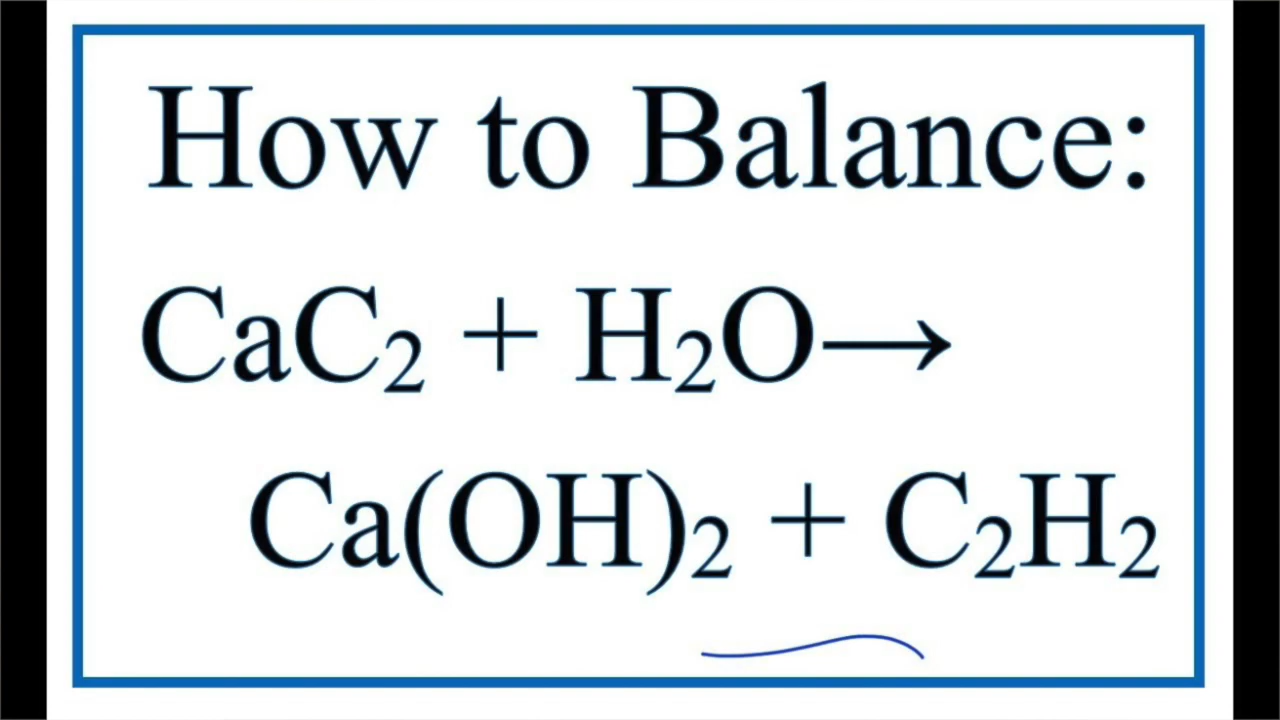 How to Balance:
CaC₂ + H₂O→
Ca(OH)₂ + C₂H₂